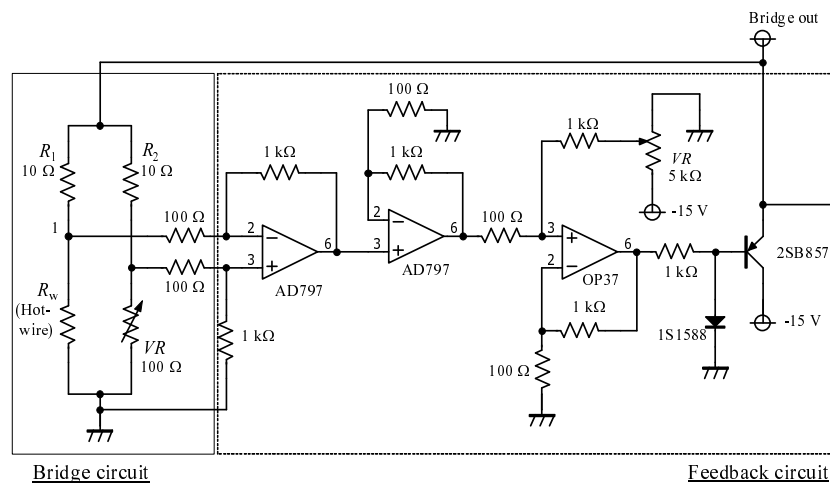 Bridge out
R1
10 Ω
R2
10 Ω
1
Rw
(Hot-
wire)
VR
100 Ω
100 Ω
100 Ω
1 kΩ
1 kΩ
2
3
6
AD797
100 Ω
1 kΩ
2
3
6
AD797
100 Ω
1 kΩ
VR
5 kΩ
-15 V
3
2
6
OP37
1 kΩ
100 Ω
1 kΩ
1S1588
2SB857
-15 V
Bridge circuit
Feedback circuit